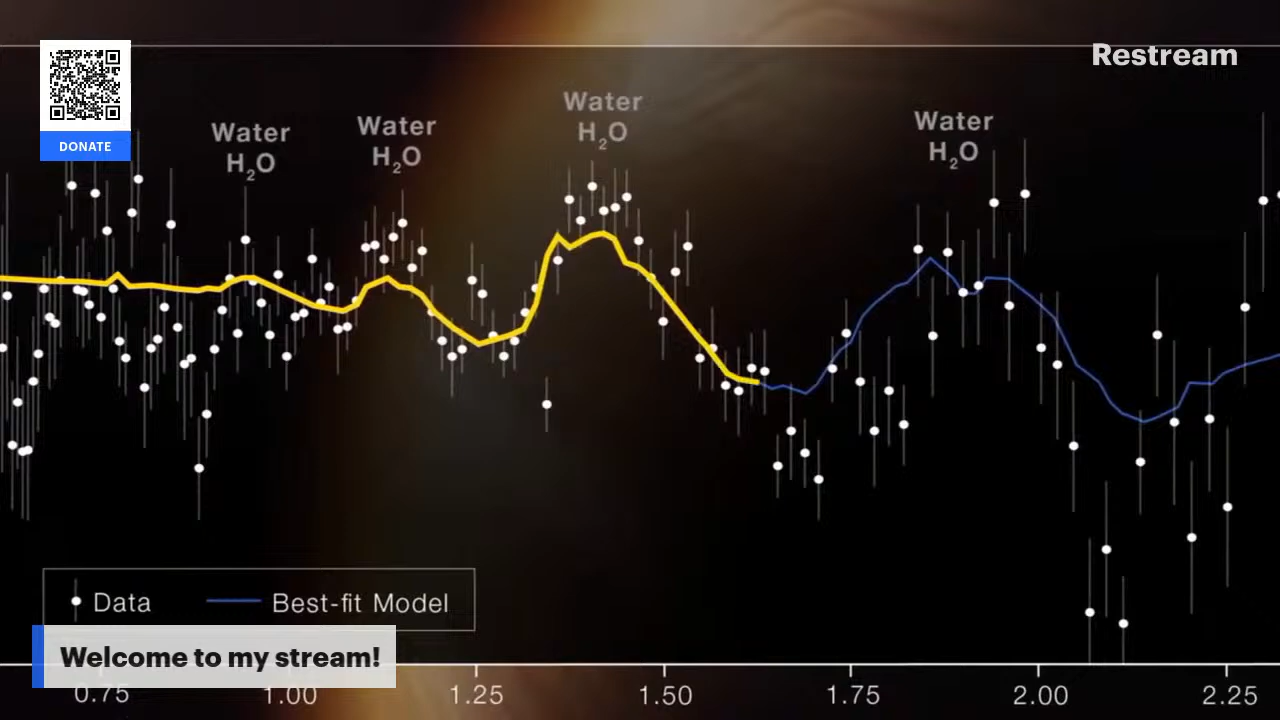 Restream
DONATE
Water
H₂O
Water
H₂O
Water
H₂O
Water
H₂O
Data
Best-fit Model
Welcome to my stream!
0.75 1.00 1.25 1.50 1.75 2.00 2.25